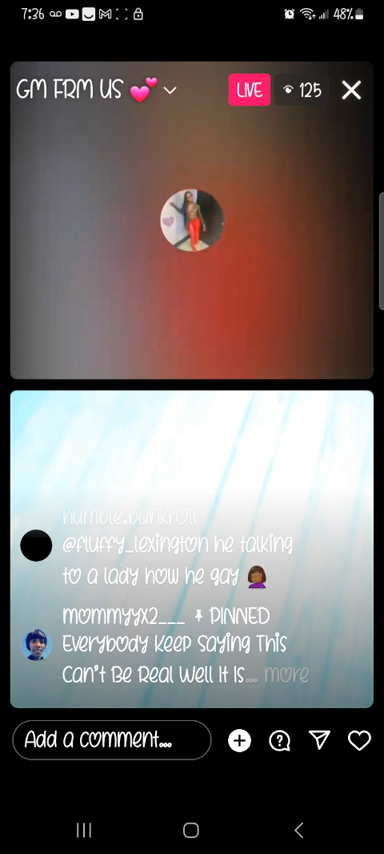 7:36
48%
GM FRM US 💕
LIVE
125
humble.bankroll
@fluffy_lexington he talking
to a lady how he gay 🤦🏾‍♀️
mommyyx2___ 📌 PINNED
Everybody Keep Saying This
Can't Be Real Well It Is... more
Add a comment...